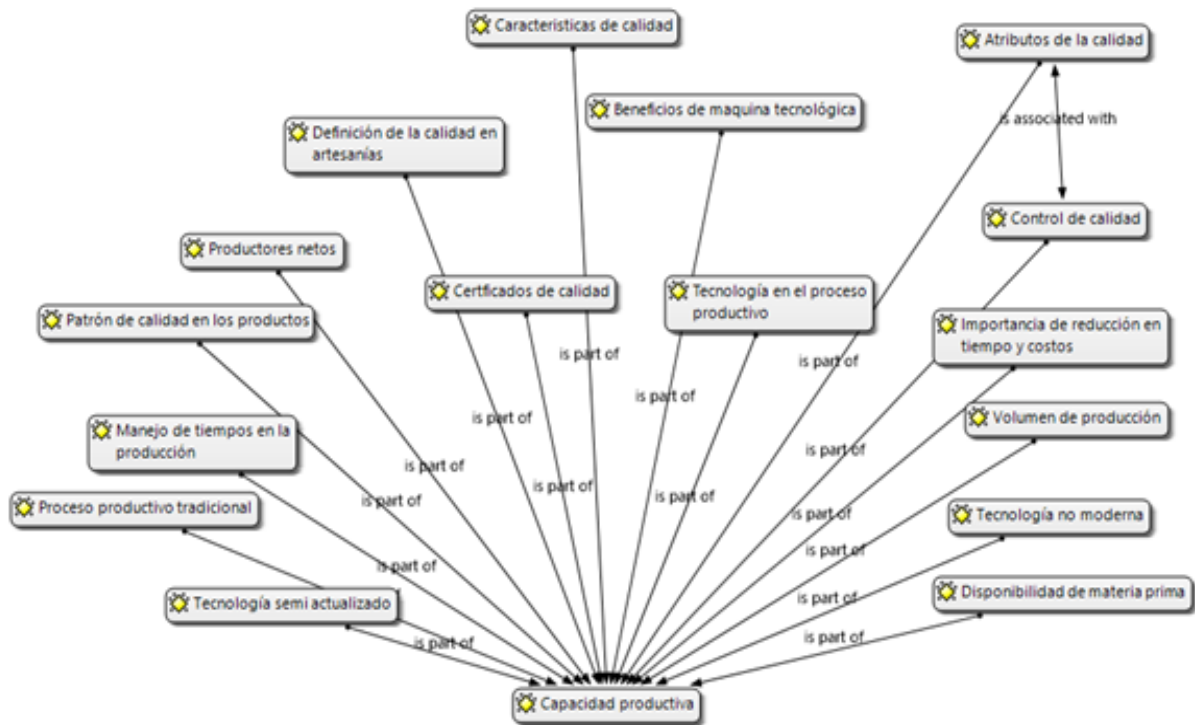 Características de calidad
Atributos de la calidad
Beneficios de maquina tecnológica
is associated with
Definición de la calidad en
artesanías
Control de calidad
Productores netos
Certficados de calidad
Tecnología en el proceso
productivo
Patrón de calidad en los productos
Importancia de reducción en
tiempo y costos
is part of
is part of
is part of
Manejo de tiempos en la
producción
is part of
Volumen de producción
is part of
is part of
is part of
is part of
Proceso productivo tradicional
is part of
is part of
Tecnología no moderna
is part of
is part of
is part of
Tecnología semi actualizado
is part of
Disponibilidad de materia prima
is part of
is part of
Capacidad productiva